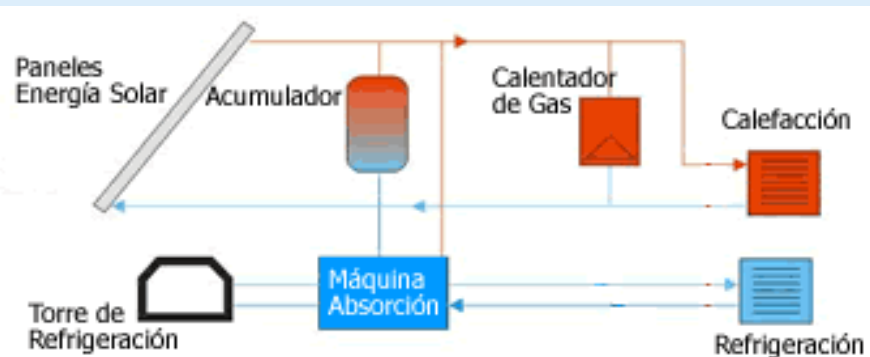 Paneles
Energía Solar
Acumulador
Calentador
de Gas
Calefacción
Máquina
Absorción
Torre de
Refrigeración
Refrigeración